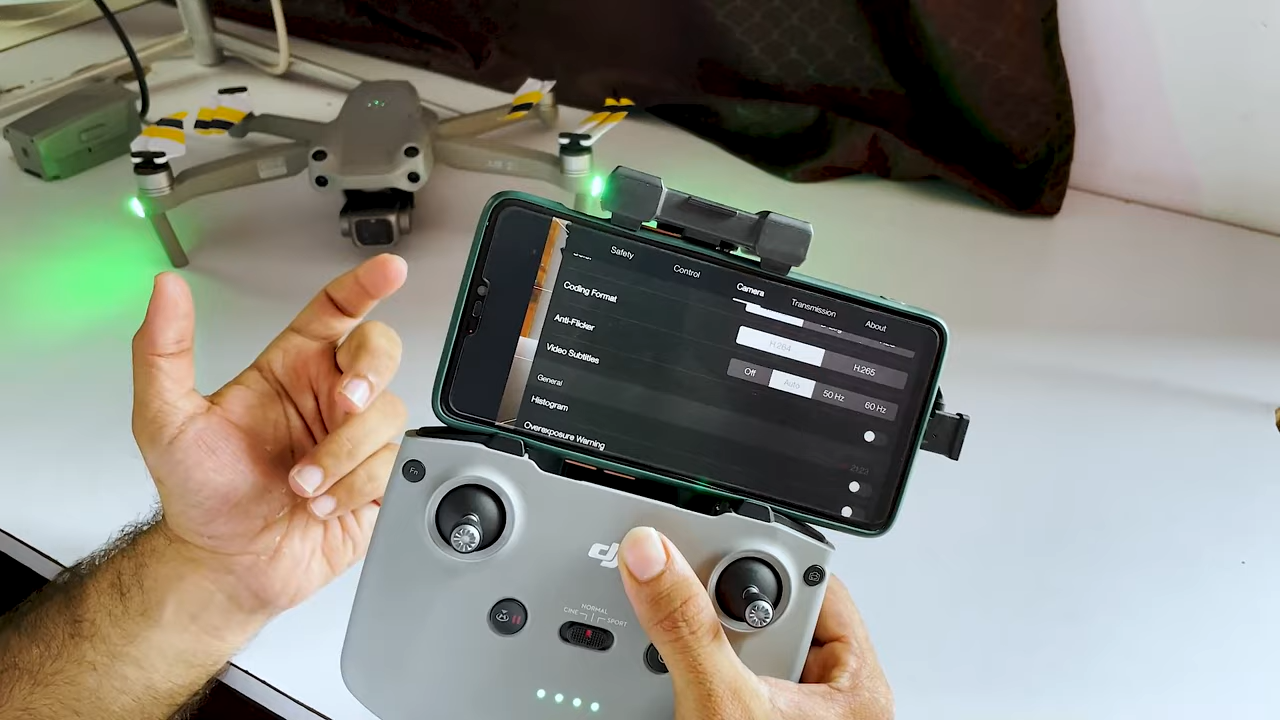 Safety
Control
Camera
Transmission
About
Coding Format
H.264
H.265
Anti-Flicker
Off
Auto
50 Hz
60 Hz
Video Subtitles
General
Histogram
Overexposure Warning
Fn
dji
CINE
NORMAL
SPORT